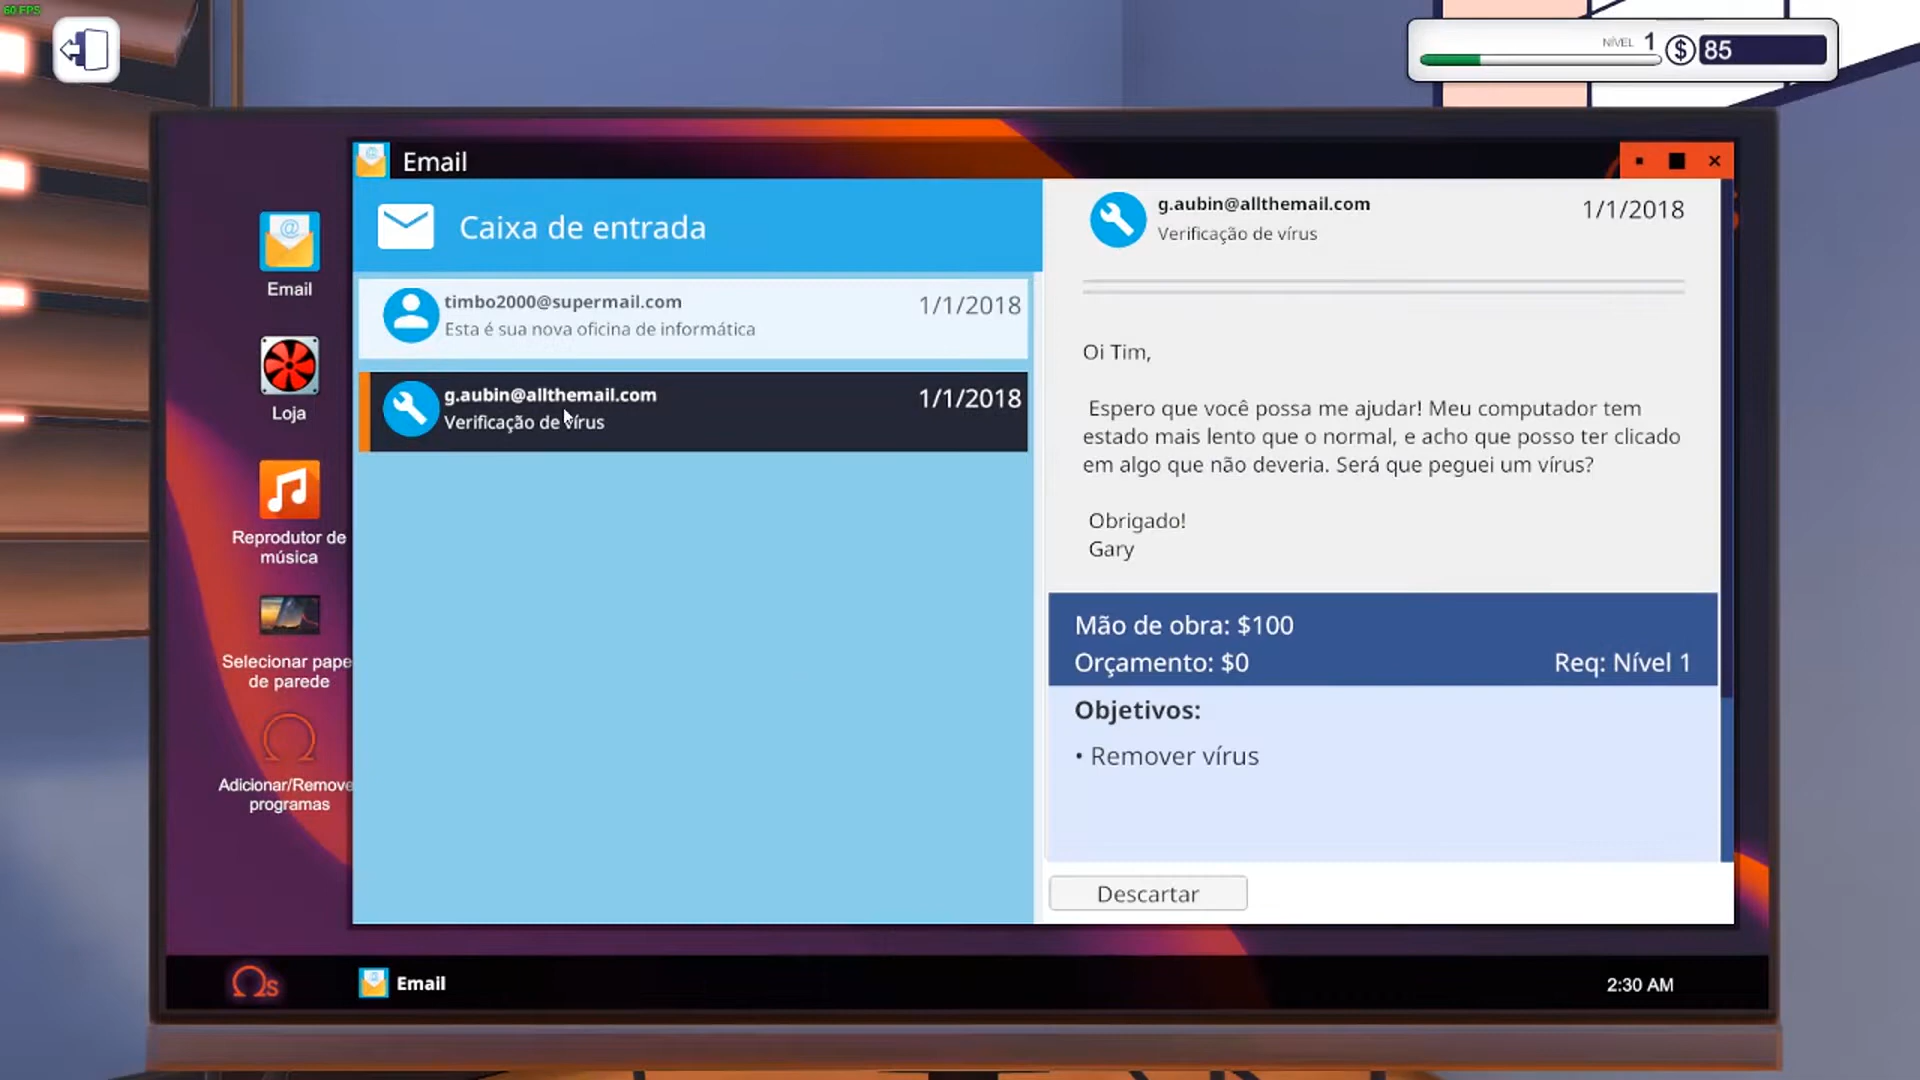 60 FPS
NÍVEL 1
$ 85
Email
Caixa de entrada
timbo2000@supermail.com
1/1/2018
Esta é sua nova oficina de informática
g.aubin@allthemail.com
1/1/2018
Verificação de vírus
g.aubin@allthemail.com
1/1/2018
Verificação de vírus
Oi Tim,
Espero que você possa me ajudar! Meu computador tem
estado mais lento que o normal, e acho que posso ter clicado
em algo que não deveria. Será que peguei um vírus?
Obrigado!
Gary
Mão de obra: $100
Orçamento: $0
Req: Nível 1
Objetivos:
• Remover vírus
Descartar
Email
Loja
Reprodutor de
música
Selecionar pape
de parede
Adicionar/Remove
programas
Ωs
Email
2:30 AM